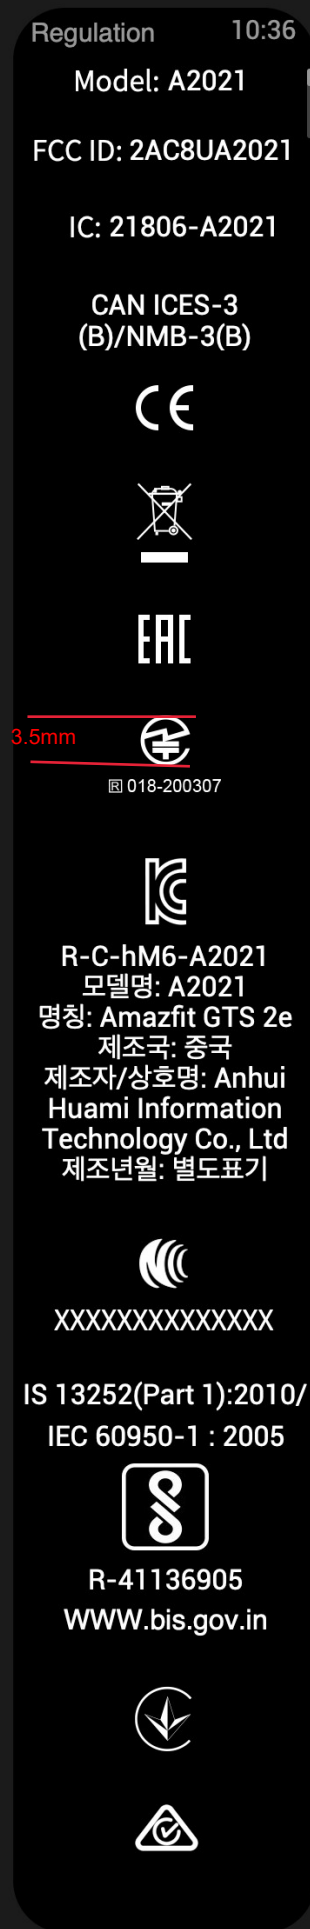 Regulation 10:36
Model: A2021
FCC ID: 2AC8UA2021
IC: 21806-A2021
CAN ICES-3
(B)/NMB-3(B)
CE
EAC
3.5mm
R 018-200307
R-C-hM6-A2021
모델명: A2021
명칭: Amazfit GTS 2e
제조국: 중국
제조자/상호명: Anhui
Huami Information
Technology Co., Ltd
제조년월: 별도표기
XXXXXXXXXXXXXX
IS 13252(Part 1):2010/
IEC 60950-1 : 2005
R-41136905
WWW.bis.gov.in